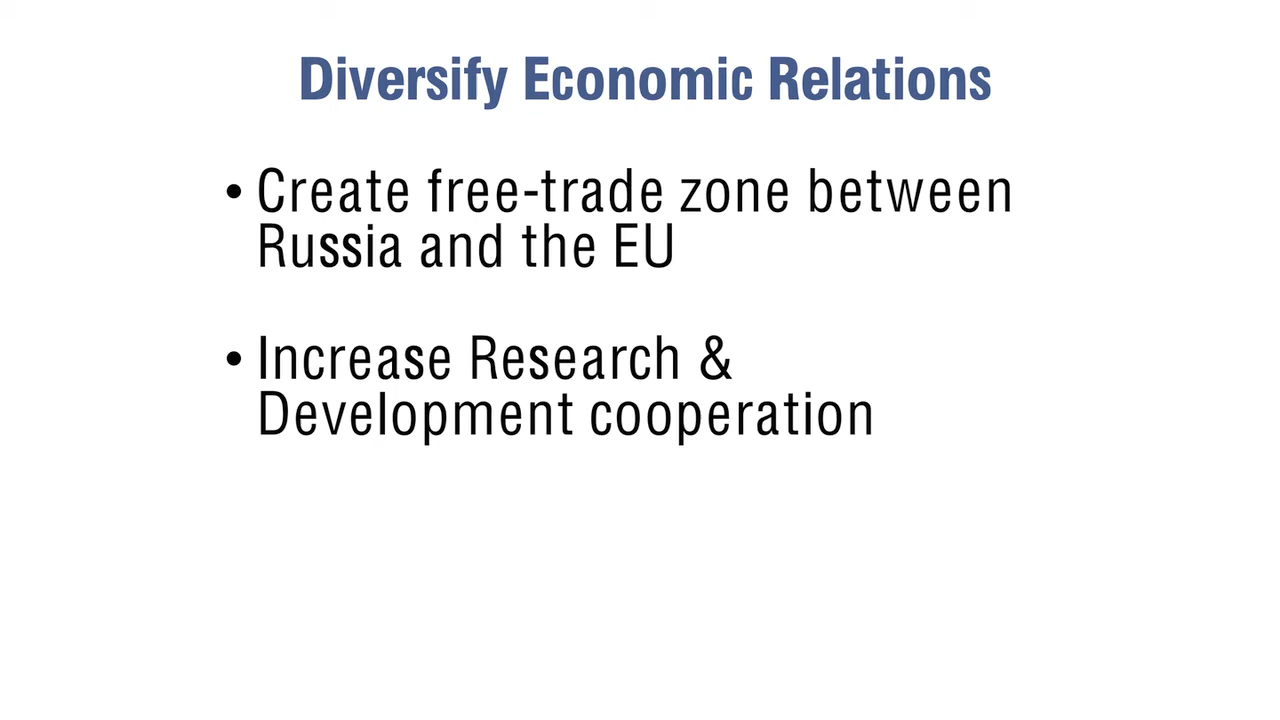 Diversify Economic Relations
• Create free-trade zone between
Russia and the EU
• Increase Research &
Development cooperation